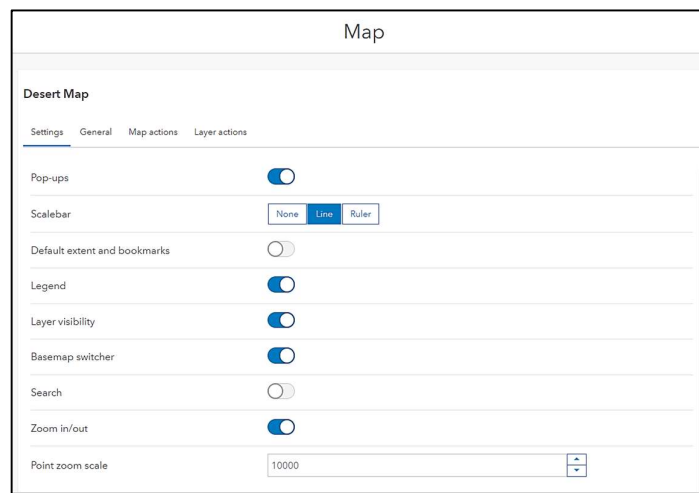 Map
Desert Map
Settings General Map actions Layer actions
Pop-ups
Scalebar None Line Ruler
Default extent and bookmarks
Legend
Layer visibility
Basemap switcher
Search
Zoom in/out
Point zoom scale 10000